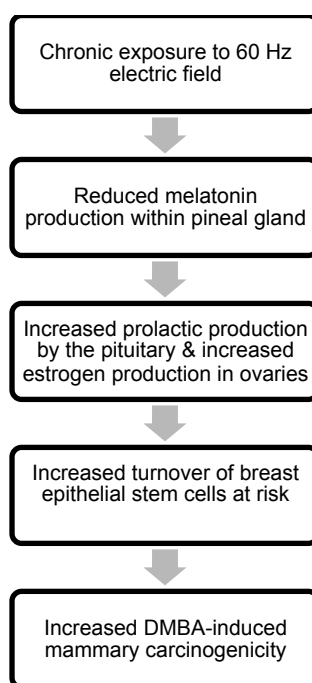 Chronic exposure to 60 Hz
electric field
Reduced melatonin
production within pineal gland
Increased prolactic production
by the pituitary & increased
estrogen production in ovaries
Increased turnover of breast
epithelial stem cells at risk
Increased DMBA-induced
mammary carcinogenicity